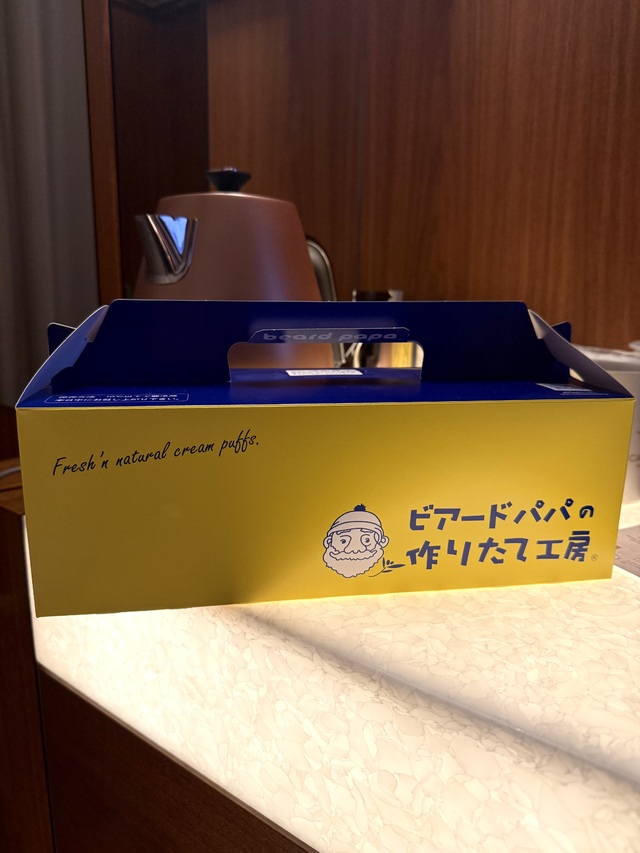 beard papa
Fresh'n natural cream puffs.
ビアードパパの
作りたて工房